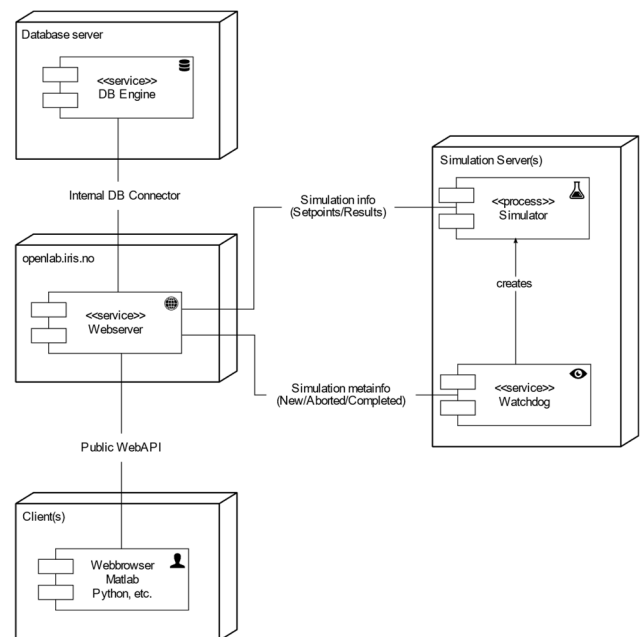 Database server
<<service>>
DB Engine
Internal DB Connector
openlab.iris.no
<<service>>
Webserver
Simulation info
(Setpoints/Results)
Simulation metainfo
(New/Aborted/Completed)
Simulation Server(s)
<<process>>
Simulator
creates
<<service>>
Watchdog
Public WebAPI
Client(s)
Webbrowser
Matlab
Python, etc.